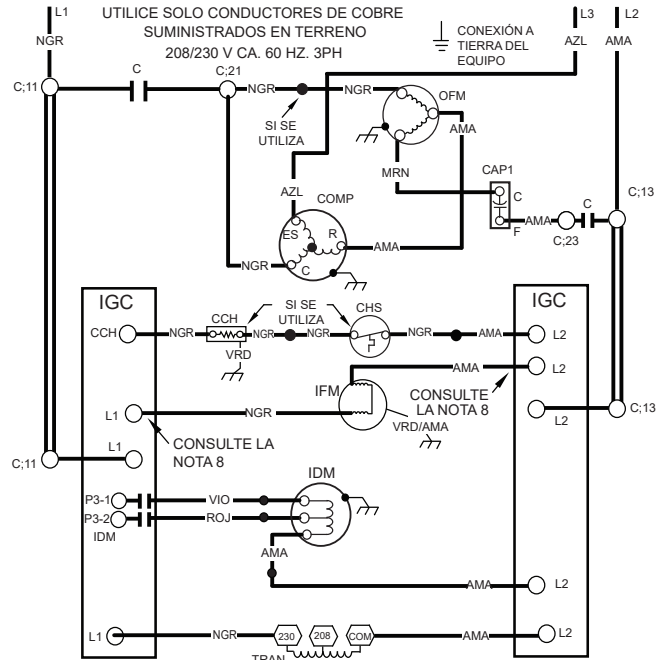 L1
UTILICE SOLO CONDUCTORES DE COBRE
SUMINISTRADOS EN TERRENO
208/230 V CA. 60 HZ. 3PH
CONEXIÓN A
TIERRA DEL
EQUIPO
L3
L2
NGR
AZL
AMA
C;11
C
C;21
NGR
NGR
OFM
SI SE
UTILIZA
AMA
MRN
CAP1
C
F
AMA
C;23
C
C;13
AZL
COMP
ES
R
AMA
C
NGR
IGC
IGC
SI SE
UTILIZA
CCH
NGR
CCH
NGR
NGR
CHS
NGR
AMA
L2
VRD
AMA
L2
IFM
CONSULTE
LA NOTA 8
L1
NGR
VRD/AMA
L2
C;13
CONSULTE LA
NOTA 8
L1
C;11
IDM
P3-1
VIO
P3-2
ROJ
IDM
AMA
AMA
L2
L1
NGR
230
208
COM
AMA
L2
TRAN